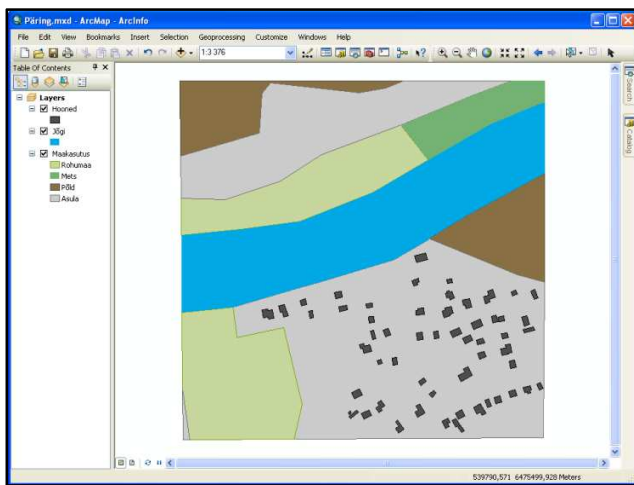 Päring.mxd - ArcMap - ArcInfo
File Edit View Bookmarks Insert Selection Geoprocessing Customize Windows Help
1:3 376
Table Of Contents
Layers
Hooned
Jõgi
Maakasutus
Rohumaa
Mets
Põld
Asula
Search
Catalog
539790,571 6475499,928 Meters